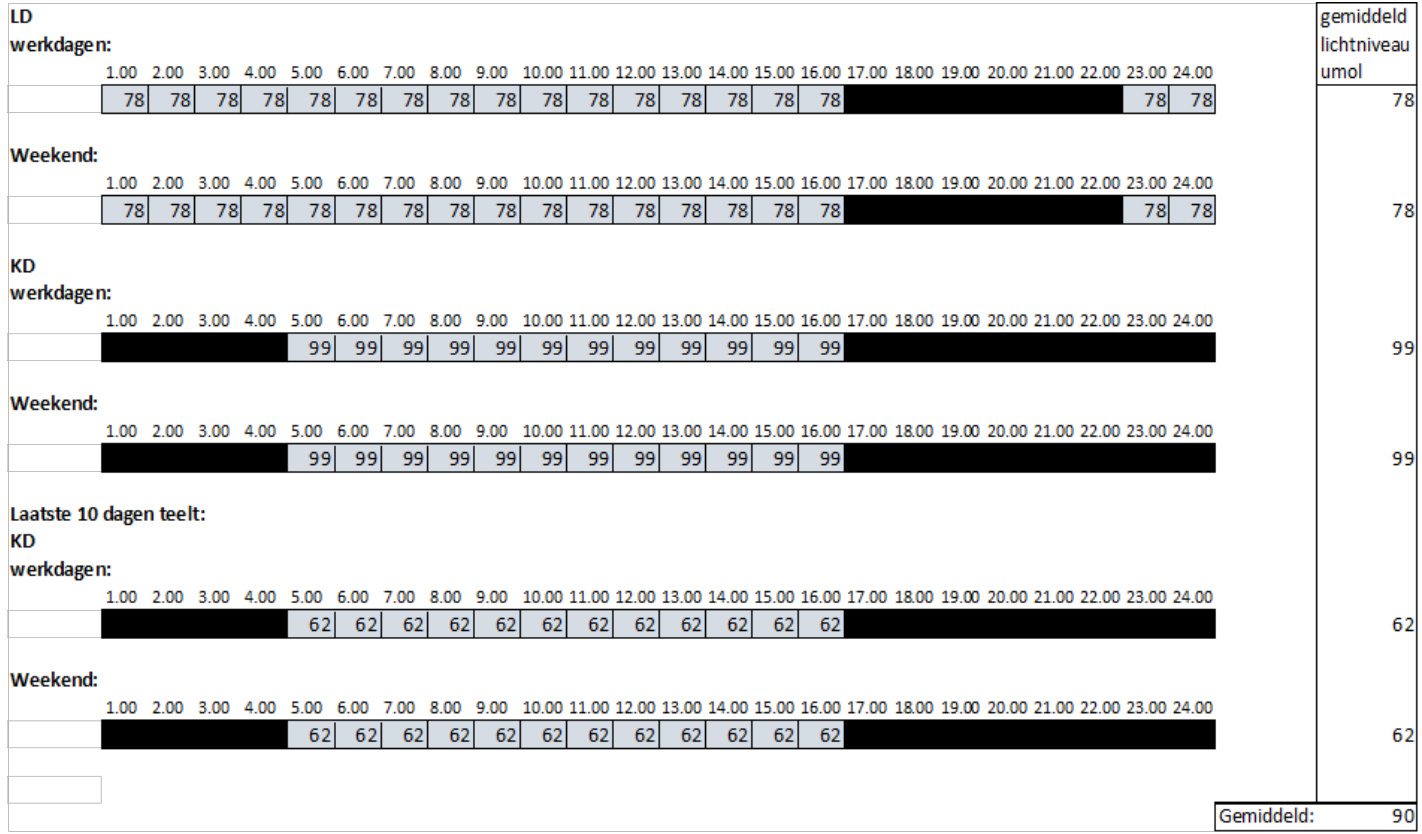 LD gemiddeld
werkdagen: lichtniveau
1.00 2.00 3.00 4.00 5.00 6.00 7.00 8.00 9.00 10.00 11.00 12.00 13.00 14.00 15.00 16.00 17.00 18.00 19.00 20.00 21.00 22.00 23.00 24.00 umol
78 78 78 78 78 78 78 78 78 78 78 78 78 78 78 78 78 78 78
Weekend:
1.00 2.00 3.00 4.00 5.00 6.00 7.00 8.00 9.00 10.00 11.00 12.00 13.00 14.00 15.00 16.00 17.00 18.00 19.00 20.00 21.00 22.00 23.00 24.00
78 78 78 78 78 78 78 78 78 78 78 78 78 78 78 78 78 78 78
KD
werkdagen:
1.00 2.00 3.00 4.00 5.00 6.00 7.00 8.00 9.00 10.00 11.00 12.00 13.00 14.00 15.00 16.00 17.00 18.00 19.00 20.00 21.00 22.00 23.00 24.00
99 99 99 99 99 99 99 99 99 99 99 99 99
Weekend:
1.00 2.00 3.00 4.00 5.00 6.00 7.00 8.00 9.00 10.00 11.00 12.00 13.00 14.00 15.00 16.00 17.00 18.00 19.00 20.00 21.00 22.00 23.00 24.00
99 99 99 99 99 99 99 99 99 99 99 99 99
Laatste 10 dagen teelt:
KD
werkdagen:
1.00 2.00 3.00 4.00 5.00 6.00 7.00 8.00 9.00 10.00 11.00 12.00 13.00 14.00 15.00 16.00 17.00 18.00 19.00 20.00 21.00 22.00 23.00 24.00
62 62 62 62 62 62 62 62 62 62 62 62 62
Weekend:
1.00 2.00 3.00 4.00 5.00 6.00 7.00 8.00 9.00 10.00 11.00 12.00 13.00 14.00 15.00 16.00 17.00 18.00 19.00 20.00 21.00 22.00 23.00 24.00
62 62 62 62 62 62 62 62 62 62 62 62 62
Gemiddeld: 90